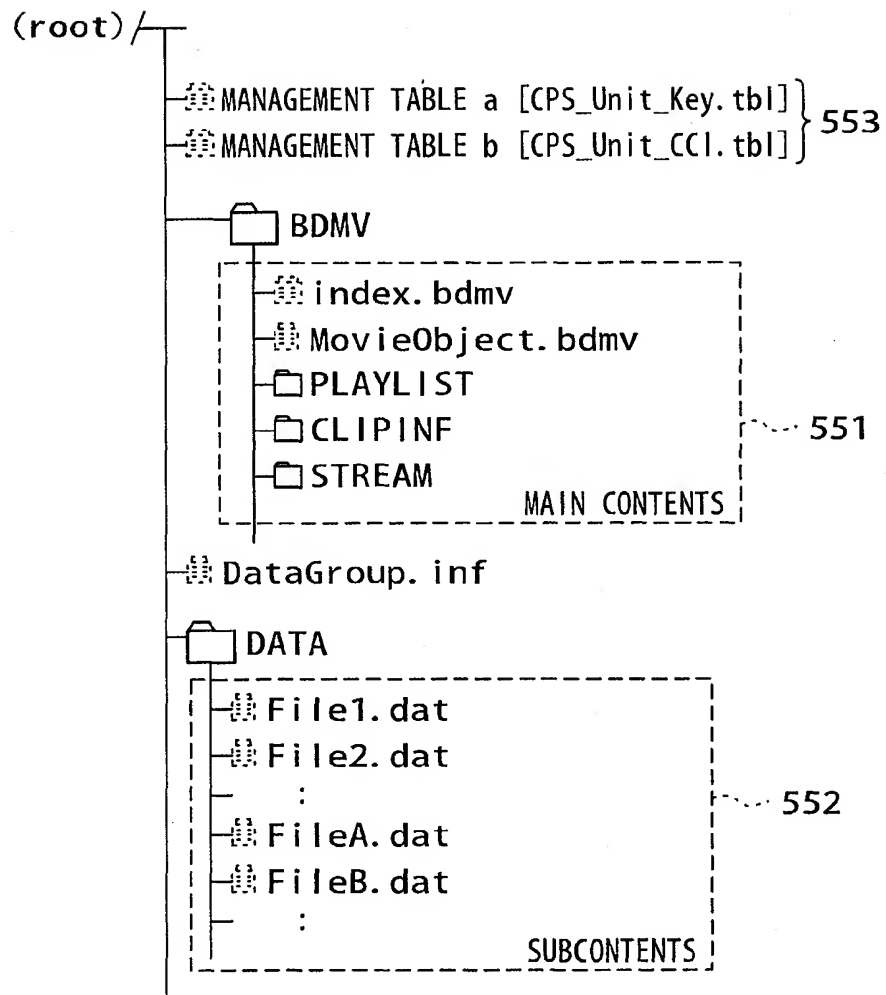 (root)/
MANAGEMENT TABLE a [CPS_Unit_Key.tbl]
MANAGEMENT TABLE b [CPS_Unit_CCI.tbl]
553
BDMV
index.bdmv
MovieObject.bdmv
PLAYLIST
CLIPINF
551
STREAM
MAIN CONTENTS
DataGroup.inf
DATA
File1.dat
File2.dat
:
552
FileA.dat
FileB.dat
:
SUBCONTENTS